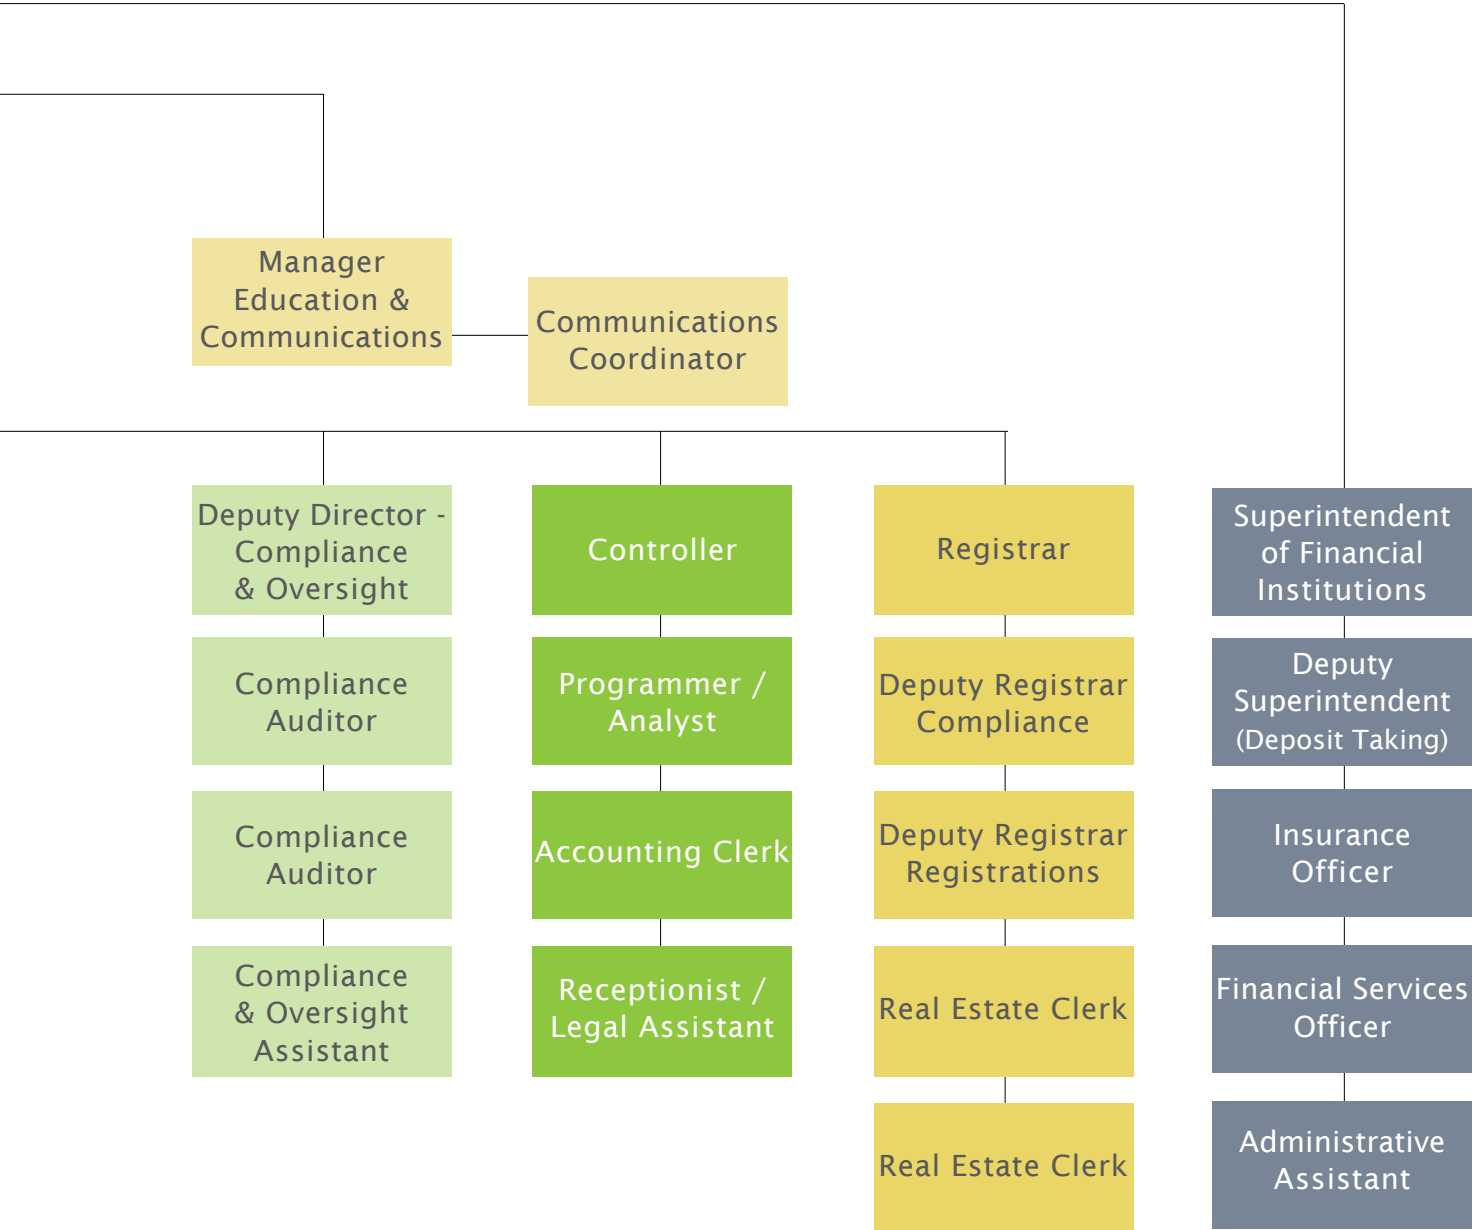 Manager
Education &
Communications
Communications
Coordinator
Deputy Director -
Compliance
& Oversight
Compliance
Auditor
Compliance
Auditor
Compliance
& Oversight
Assistant
Controller
Programmer /
Analyst
Accounting Clerk
Receptionist /
Legal Assistant
Registrar
Deputy Registrar
Compliance
Deputy Registrar
Registrations
Real Estate Clerk
Real Estate Clerk
Superintendent
of Financial
Institutions
Deputy
Superintendent
(Deposit Taking)
Insurance
Officer
Financial Services
Officer
Administrative
Assistant